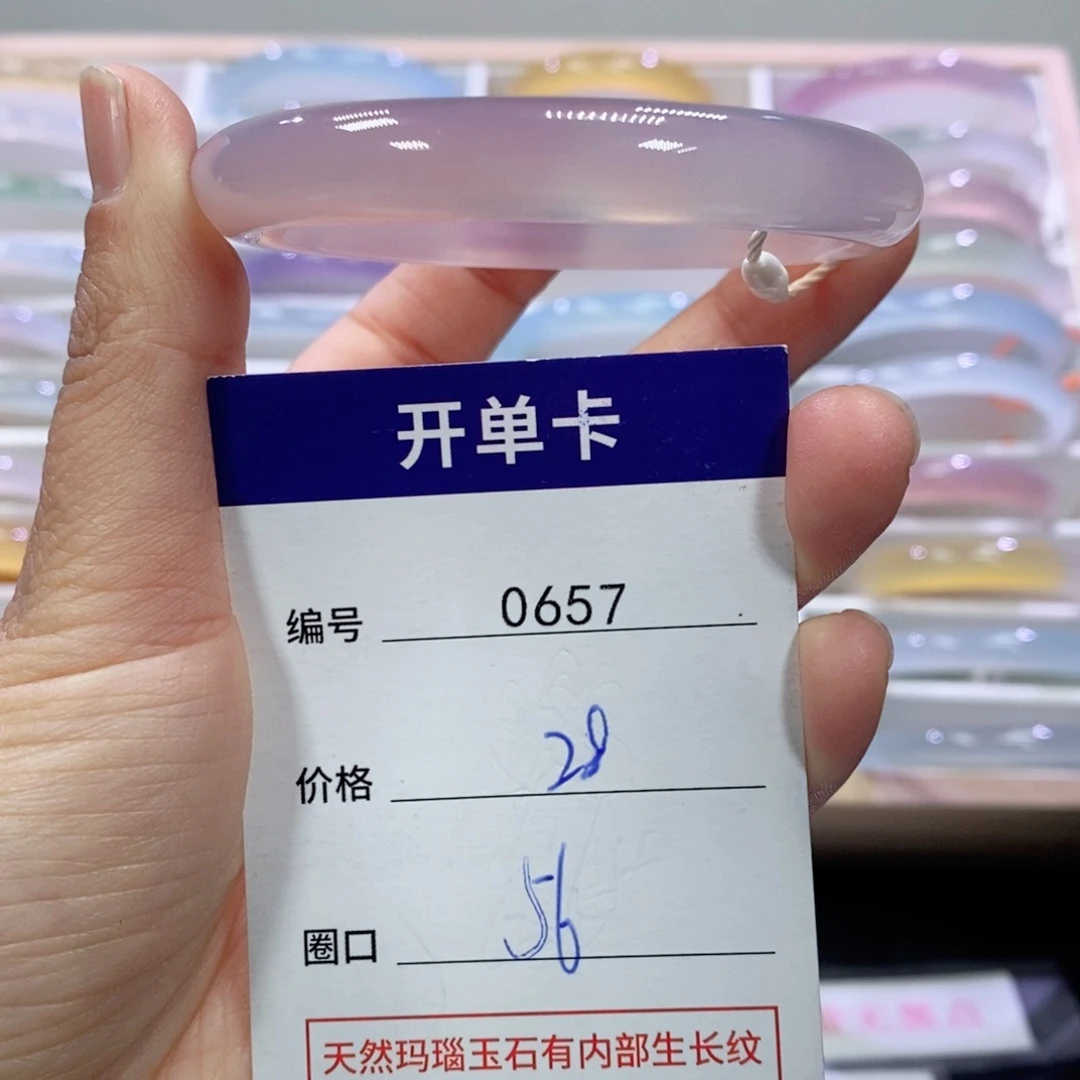 开单卡
编号 0657
价格 28
圈口 56
天然玛瑙玉石有内部生长纹